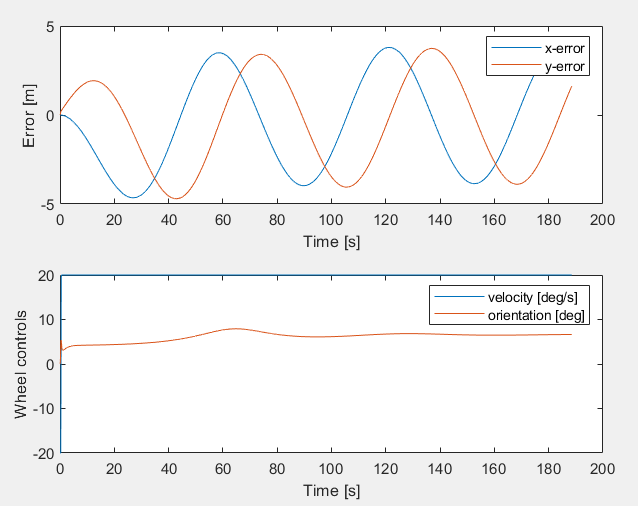 5
0
-5
Error [m]
x-error
y-error
0 20 40 60 80 100 120 140 160 180 200
Time [s]
20
10
0
-10
-20
Wheel controls
velocity [deg/s]
orientation [deg]
0 20 40 60 80 100 120 140 160 180 200
Time [s]